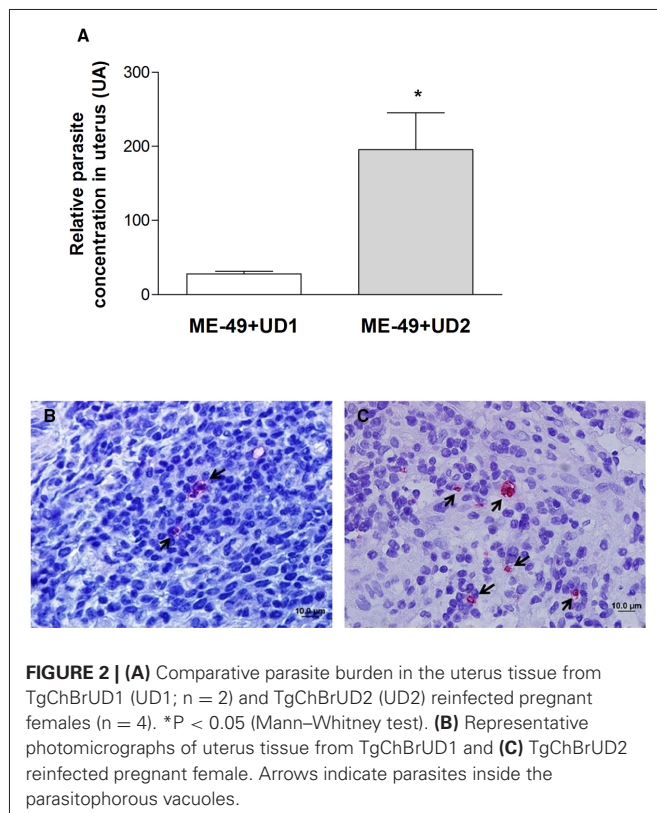 A
Relative parasite
concentration in uterus (UA)
300
200
100
0
*
ME-49+UD1
ME-49+UD2
B
10.0 µm
C
10.0 µm
FIGURE 2 | (A) Comparative parasite burden in the uterus tissue from
TgChBrUD1 (UD1; n = 2) and TgChBrUD2 (UD2) reinfected pregnant
females (n = 4). *P < 0.05 (Mann–Whitney test). (B) Representative
photomicrographs of uterus tissue from TgChBrUD1 and (C) TgChBrUD2
reinfected pregnant female. Arrows indicate parasites inside the
parasitophorous vacuoles.